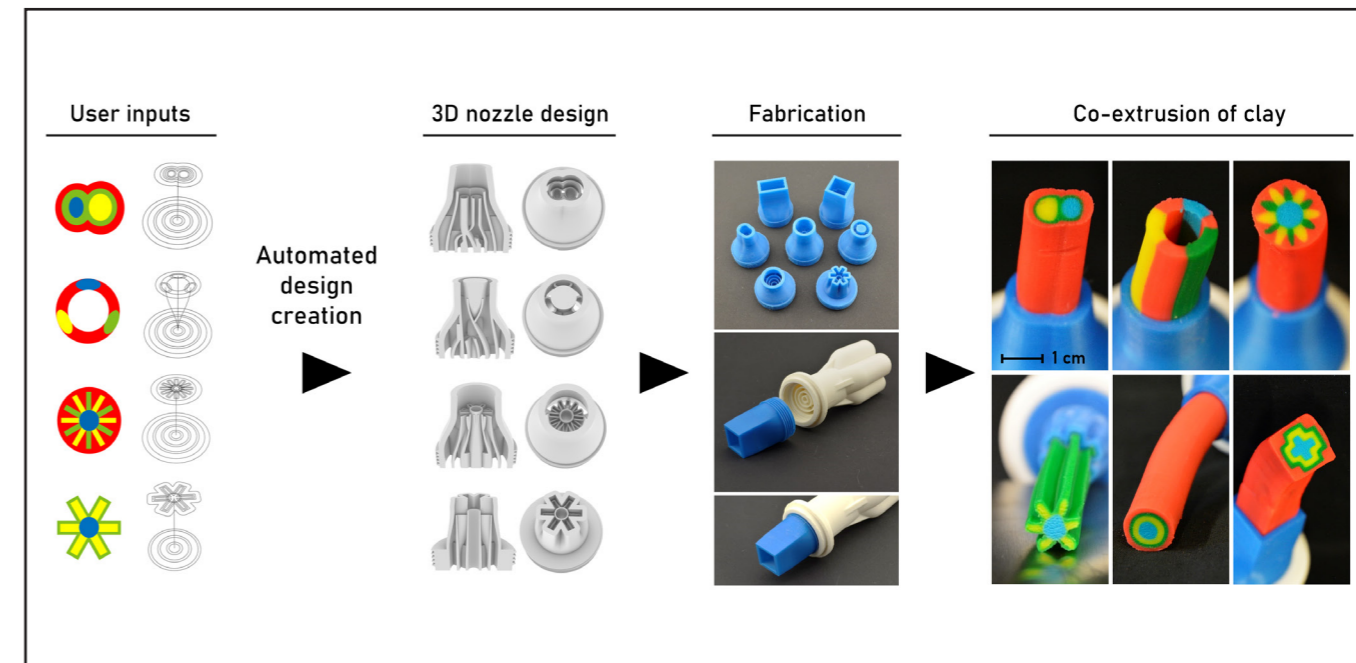 User inputs
3D nozzle design
Fabrication
Co-extrusion of clay
Automated
design
creation
1 cm